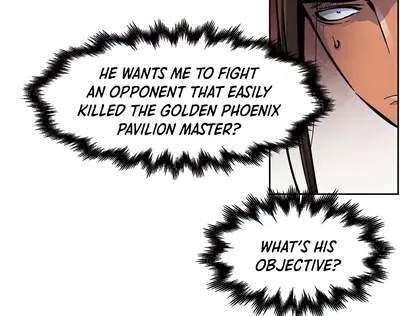 HE WANTS ME TO FIGHT
AN OPPONENT THAT EASILY
KILLED THE GOLDEN PHOENIX
PAVILION MASTER?
WHAT'S HIS
OBJECTIVE?